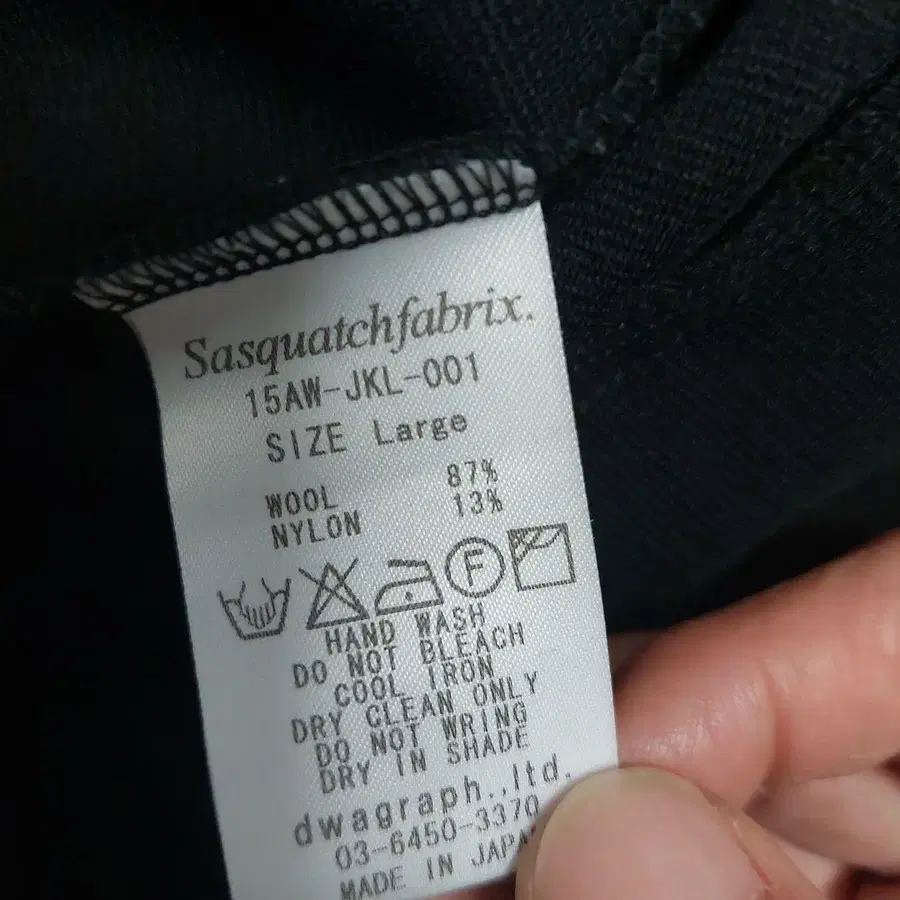 Sasquatchfabrix.
15AW-JKL-001
SIZE Large
WOOL 87%
NYLON 13%
F
HAND WASH
DO NOT BLEACH
COOL IRON
DRY CLEAN ONLY
DO NOT WRING
DRY IN SHADE
dwagraph.,ltd.
03-6450-3370
MADE IN JAPA